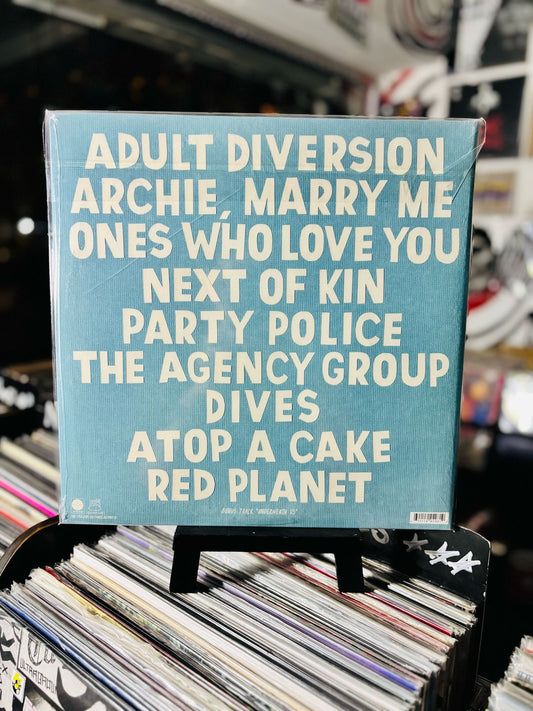 ADULT DIVERSION
ARCHIE, MARRY ME
ONES WHO LOVE YOU
NEXT OF KIN
PARTY POLICE
THE AGENCY GROUP
DIVES
ATOP A CAKE
RED PLANET
BONUS TRACK "UNDERNEATH US"